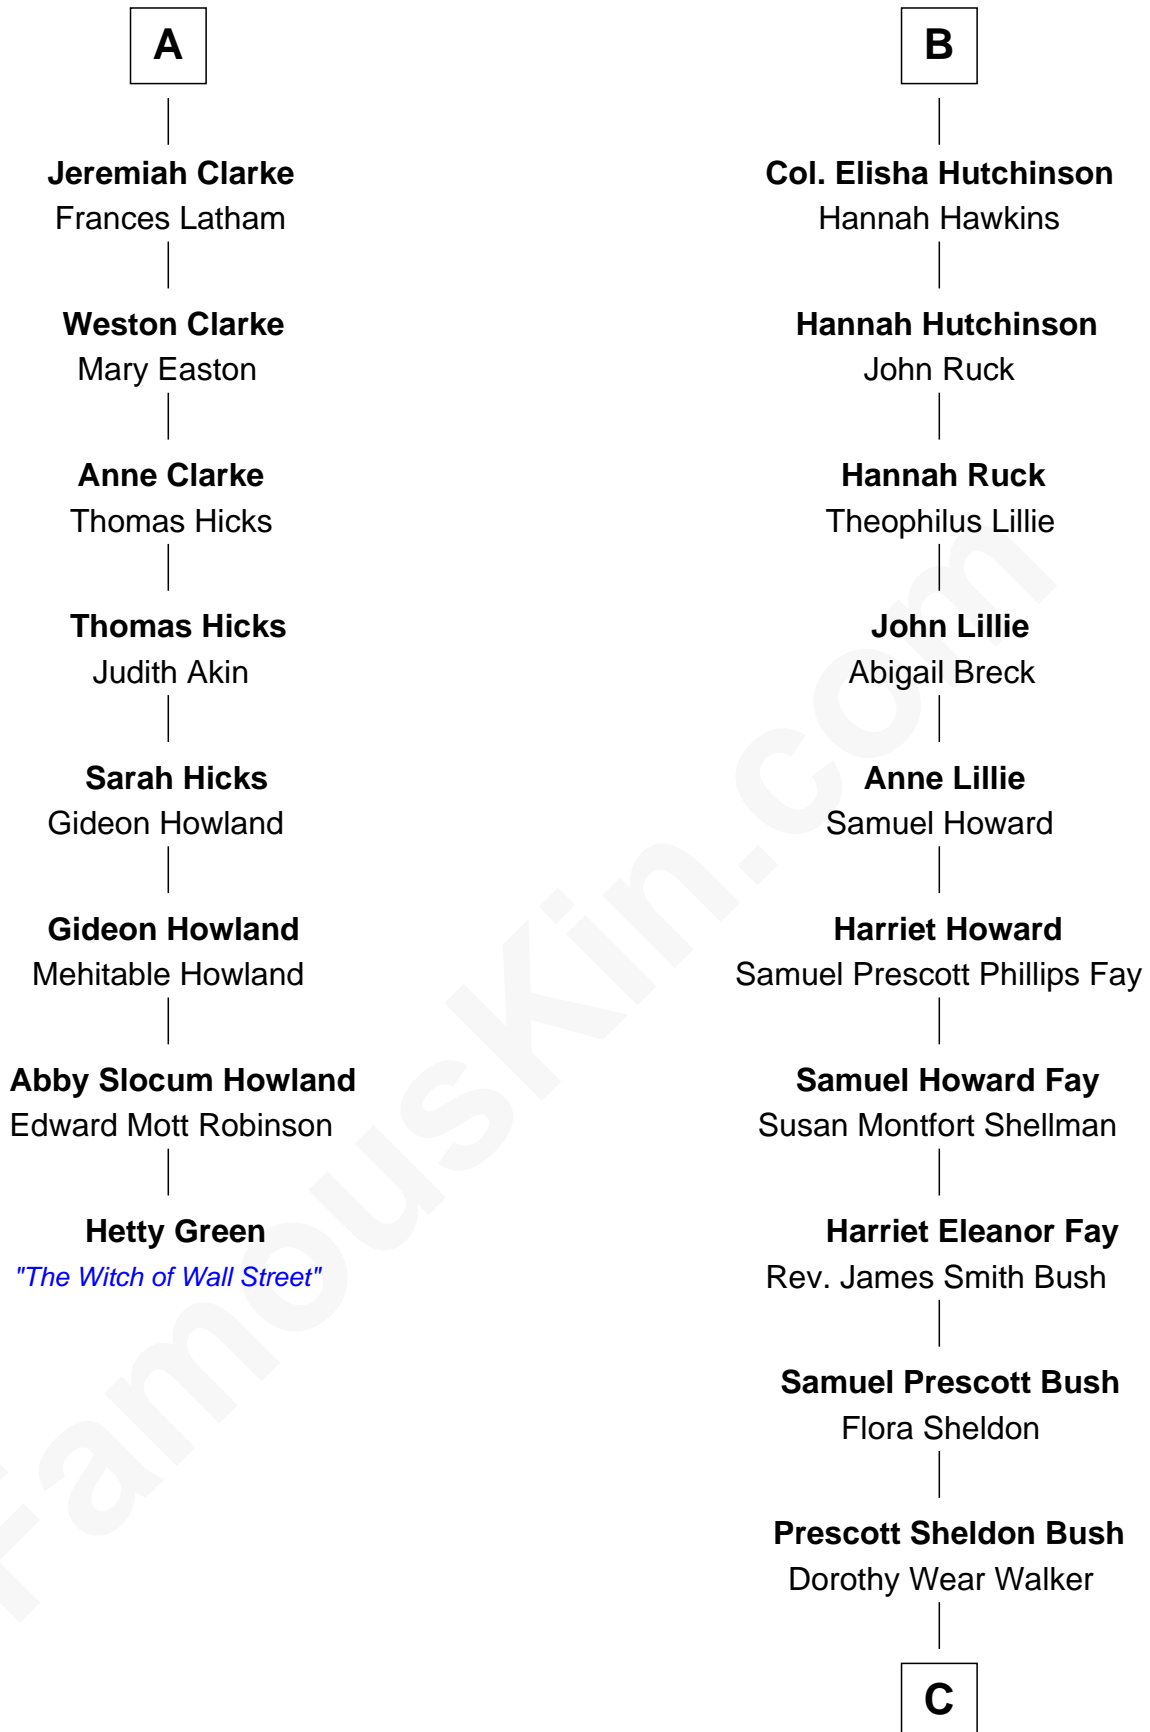 A
Jeremiah Clarke
Frances Latham
Weston Clarke
Mary Easton
Anne Clarke
Thomas Hicks
Thomas Hicks
Judith Akin
Sarah Hicks
Gideon Howland
Gideon Howland
Mehitable Howland
Abby Slocum Howland
Edward Mott Robinson
Hetty Green
"The Witch of Wall Street"
B
Col. Elisha Hutchinson
Hannah Hawkins
Hannah Hutchinson
John Ruck
Hannah Ruck
Theophilus Lillie
John Lillie
Abigail Breck
Anne Lillie
Samuel Howard
Harriet Howard
Samuel Prescott Phillips Fay
Samuel Howard Fay
Susan Montfort Shellman
Harriet Eleanor Fay
Rev. James Smith Bush
Samuel Prescott Bush
Flora Sheldon
Prescott Sheldon Bush
Dorothy Wear Walker
C
FamousKin.com